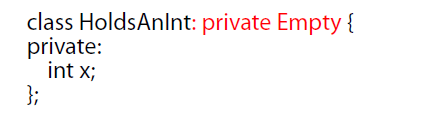 class HoldsAnInt: private Empty {
private:
    int x;
};